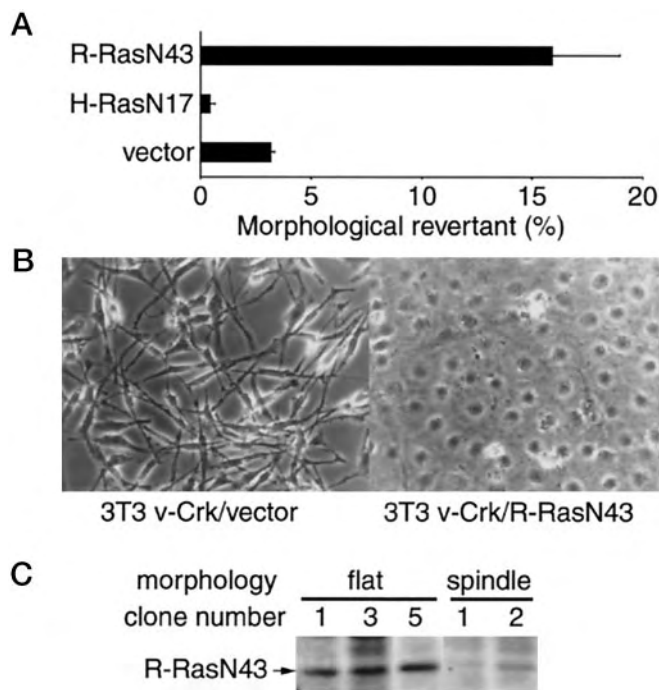 A
R-RasN43
H-RasN17
vector
0 5 10 15 20
Morphological revertant (%)
B
3T3 v-Crk/vector 3T3 v-Crk/R-RasN43
C
morphology flat spindle
clone number 1 3 5 1 2
R-RasN43